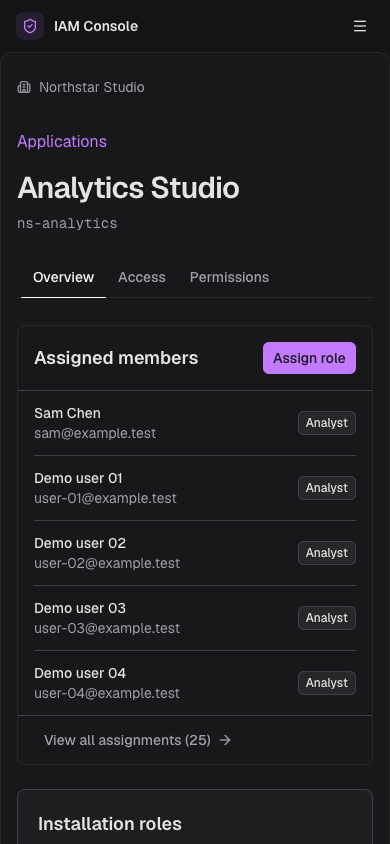 IAM Console
Northstar Studio
Applications
Analytics Studio
ns-analytics
Overview Access Permissions
Assigned members Assign role
Sam Chen
sam@example.test Analyst
Demo user 01
user-01@example.test Analyst
Demo user 02
user-02@example.test Analyst
Demo user 03
user-03@example.test Analyst
Demo user 04
user-04@example.test Analyst
View all assignments (25)
Installation roles